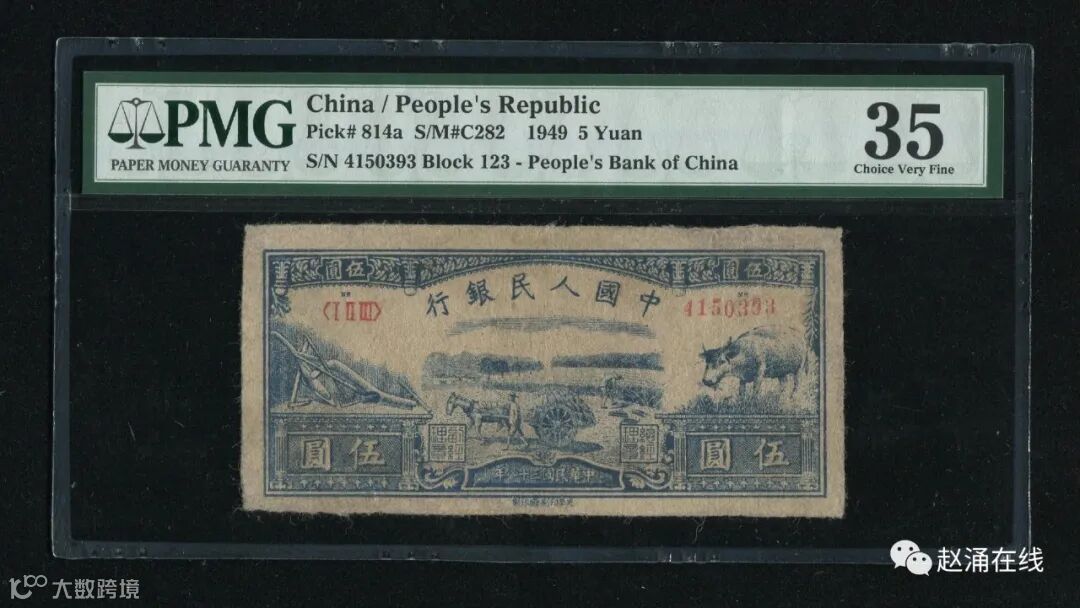 PMG
PAPER MONEY GUARANTY
China / People's Republic
Pick# 814a S/M#C282 1949 5 Yuan
S/N 4150393 Block 123 - People's Bank of China
35
Choice Very Fine
圓伍
圓伍
行銀民人國中
〈I II III〉
4150393
圓伍
圓伍
赵涌在线
大数跨境